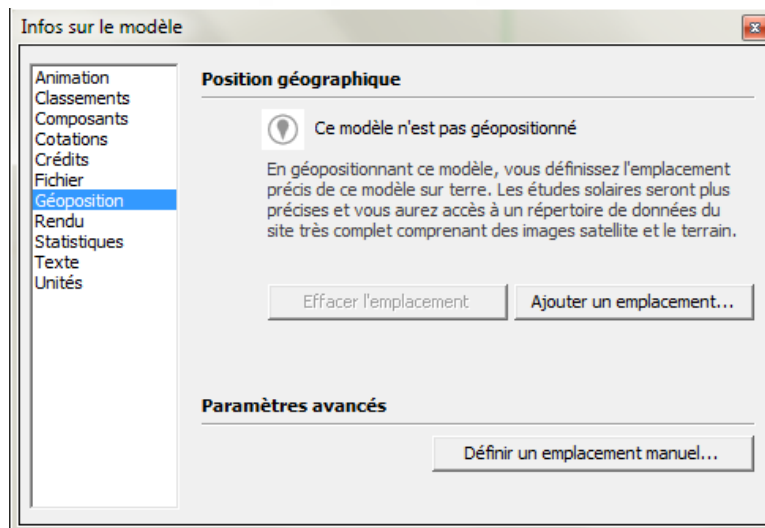 Infos sur le modèle
Animation
Classements
Composants
Cotations
Crédits
Fichier
Géoposition
Rendu
Statistiques
Texte
Unités
Position géographique
Ce modèle n'est pas géopositionné
En géopositionnant ce modèle, vous définissez l'emplacement
précis de ce modèle sur terre. Les études solaires seront plus
précises et vous aurez accès à un répertoire de données du
site très complet comprenant des images satellite et le terrain.
Effacer l'emplacement
Ajouter un emplacement...
Paramètres avancés
Définir un emplacement manuel...